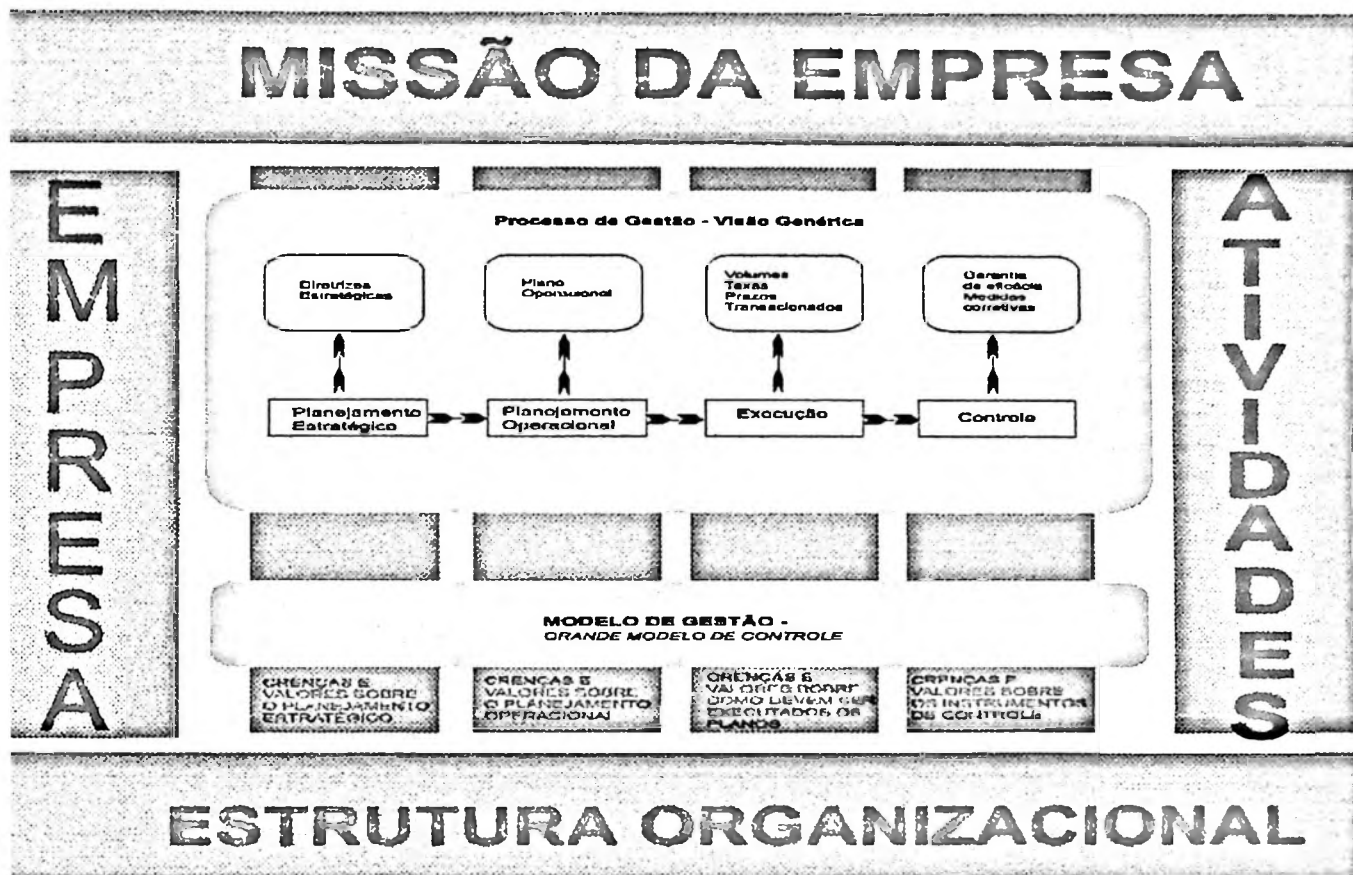 MISSÃO DA EMPRESA
EMPRESA
Processo de Gestão - Visão Genérica
Diretrizes
Estratégicas
Plano
Operacional
Volumes
Taxas
Prazos
Transacionados
Garantia
da eficácia
Medidas
corretivas
Planejamento
Estratégico
Planejamento
Operacional
Execução
Controle
MODELO DE GESTÃO -
GRANDE MODELO DE CONTROLE
CRENÇAS E
VALORES SOBRE
O PLANEJAMENTO
ESTRATÉGICO
CRENÇAS E
VALORES SOBRE
O PLANEJAMENTO
OPERACIONAL
CRENÇAS E
VALORES SOBRE
COMO DEVEM SER
EXECUTADOS OS
PLANOS
CRENÇAS E
VALORES SOBRE
OS INSTRUMENTOS
DE CONTROLE
ATIVIDADES
ESTRUTURA ORGANIZACIONAL